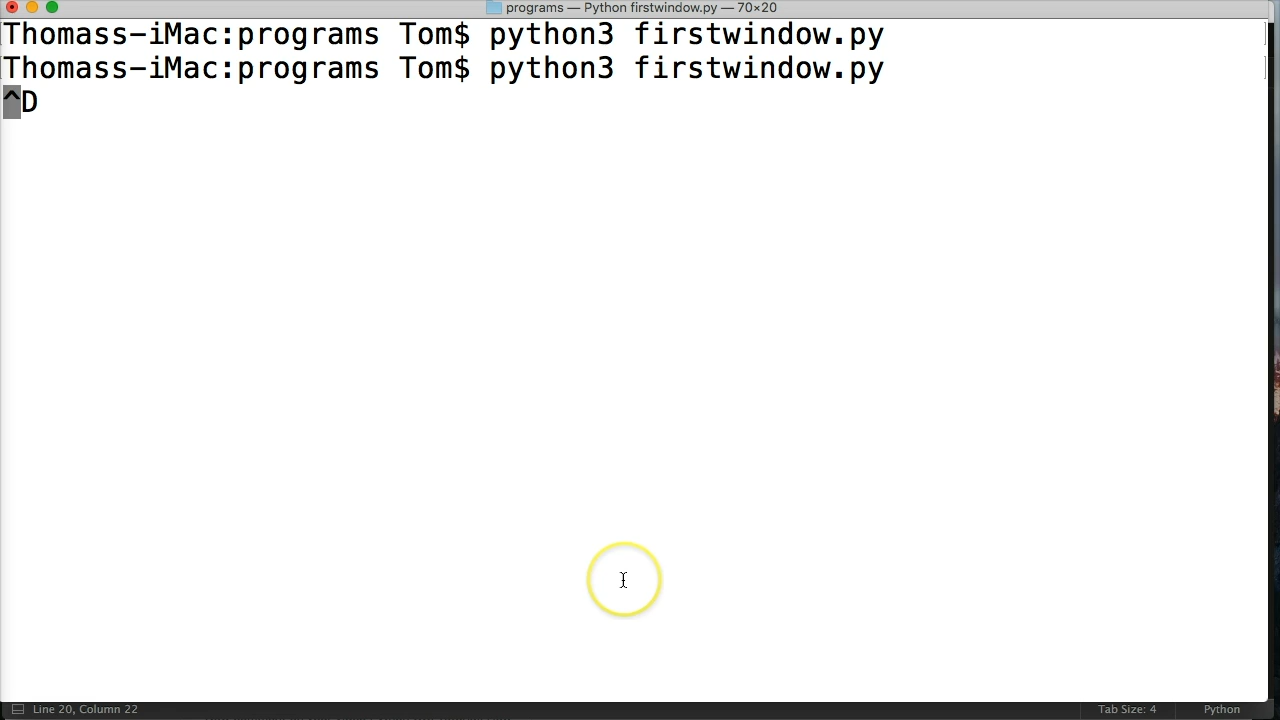 programs — Python firstwindow.py — 70×20
Thomass-iMac:programs Tom$ python3 firstwindow.py
Thomass-iMac:programs Tom$ python3 firstwindow.py
^D
Line 20, Column 22 Tab Size: 4 Python